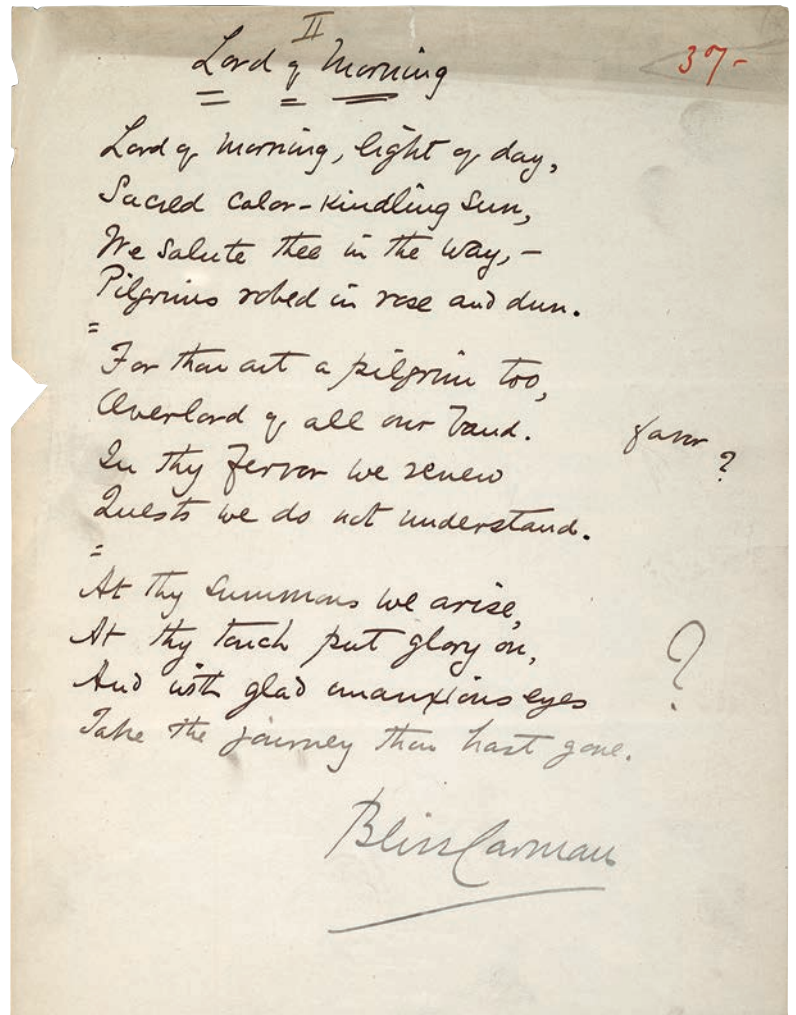 II
Lord of Morning
37-
Lord of morning, light of day,
Sacred color-kindling sun,
We salute thee in the way,—
Pilgrims robed in rose and dun.
=
For thou art a pilgrim too,
Overlord of all our band.
favor ?
In thy fervor we renew
Quests we do not understand.
=
At thy summons we arise,
At thy touch put glory on,
?
And with glad unanxious eyes
Take the journey thou hast gone.
Bliss Carman